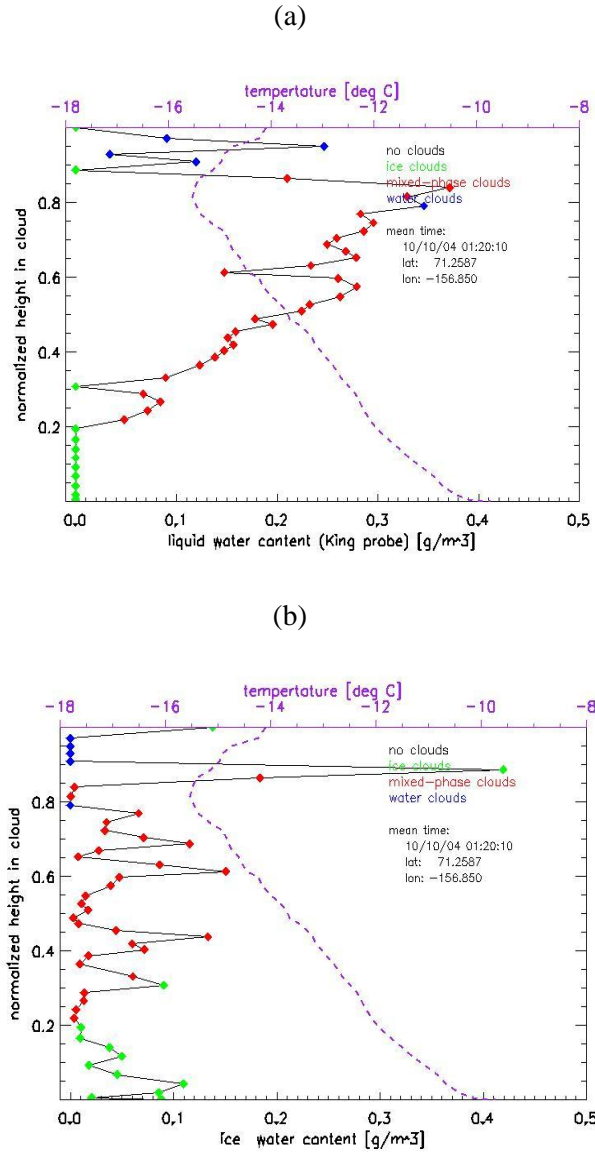 (a)
tempertature [deg C]
-18 -16 -14 -12 -10 -8
no clouds
ice clouds
mixed-phase clouds
water clouds
mean time:
10/10/04 01:20:10
lat: 71.2587
lon: -156.850
normalized height in cloud
0.8
0.6
0.4
0.2
0.0 0.1 0.2 0.3 0.4 0.5
liquid water content (King probe) [g/m^3]
(b)
tempertature [deg C]
-18 -16 -14 -12 -10 -8
no clouds
ice clouds
mixed-phase clouds
water clouds
mean time:
10/10/04 01:20:10
lat: 71.2587
lon: -156.850
normalized height in cloud
0.8
0.6
0.4
0.2
0.0 0.1 0.2 0.3 0.4 0.5
Ice water content [g/m^3]